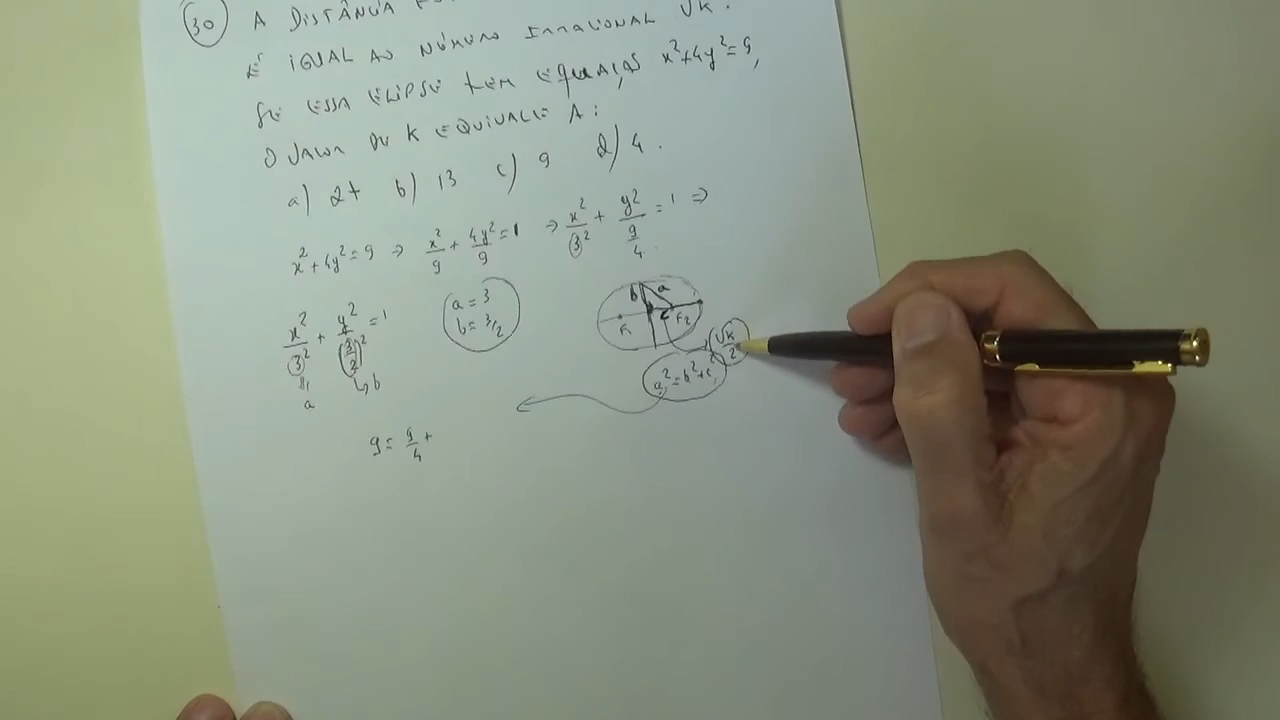 30 A DISTÂNCIA
É IGUAL AO NÚMERO IRRACIONAL √K.
SE ESSA ELIPSE TEM EQUAÇÃO x²+4y²=9,
O VALOR DE K EQUIVALE A:
a) 27 b) 13 c) 9 d) 4.
x²+4y²=9 ⇒ x²/9 + 4y²/9 = 1 ⇒ x²/3² + y²/(9/4) = 1 ⇒
x²/3² + y²/(3/2)² = 1
a = 3
b = 3/2
b a
F1 c F2
√K/2
a²=b²+c²
a
b
9 = 9/4 +